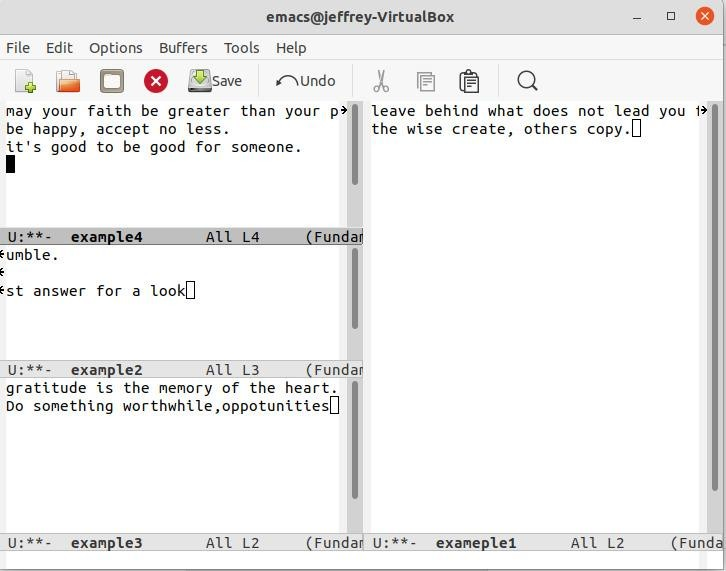 emacs@jeffrey-VirtualBox
File Edit Options Buffers Tools Help
Save Undo
may your faith be greater than your p
be happy, accept no less.
it's good to be good for someone.
U:**- example4 All L4 (Fundam
umble.
st answer for a look
U:**- example2 All L3 (Fundam
gratitude is the memory of the heart.
Do something worthwhile,oppotunities
U:**- example3 All L2 (Fundam
leave behind what does not lead you f
the wise create, others copy.
U:**- exameple1 All L2 (Funda